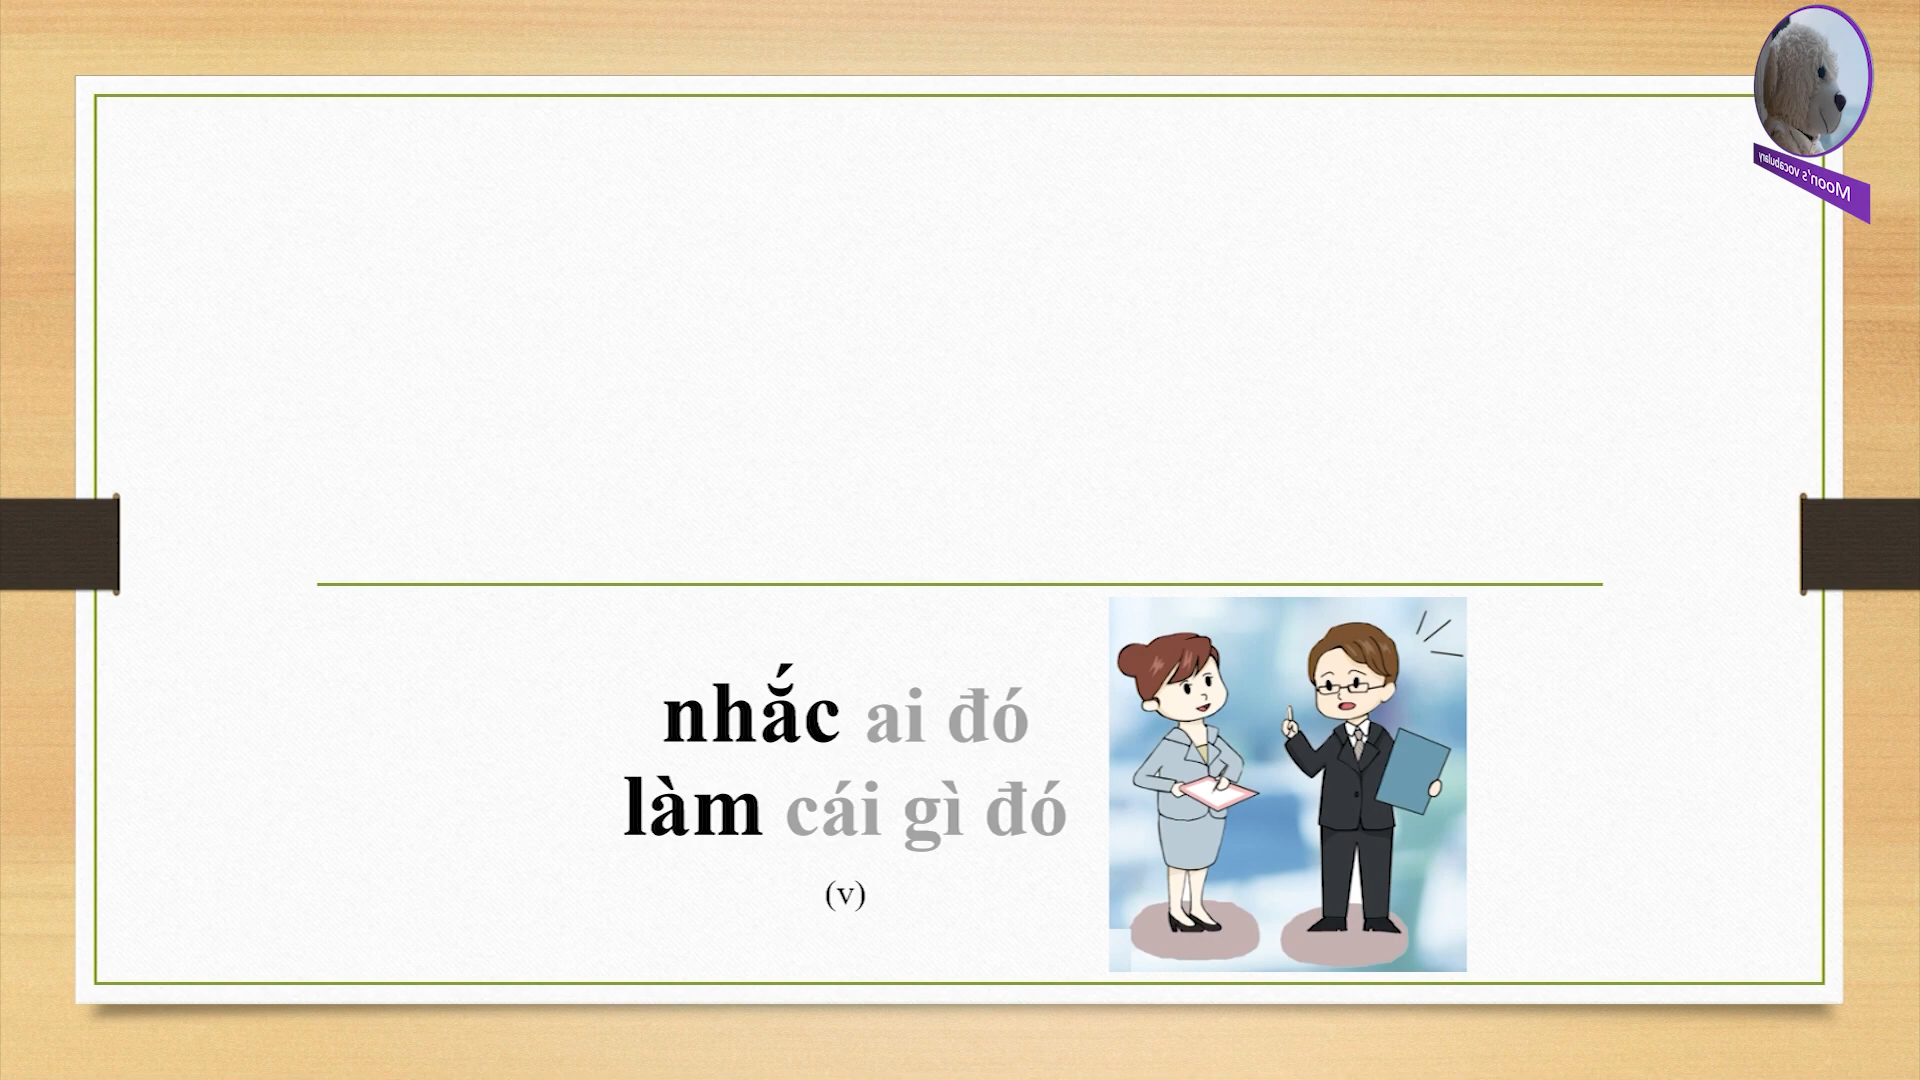 Moon's vocabulary
nhắc ai đó
làm cái gì đó
(v)